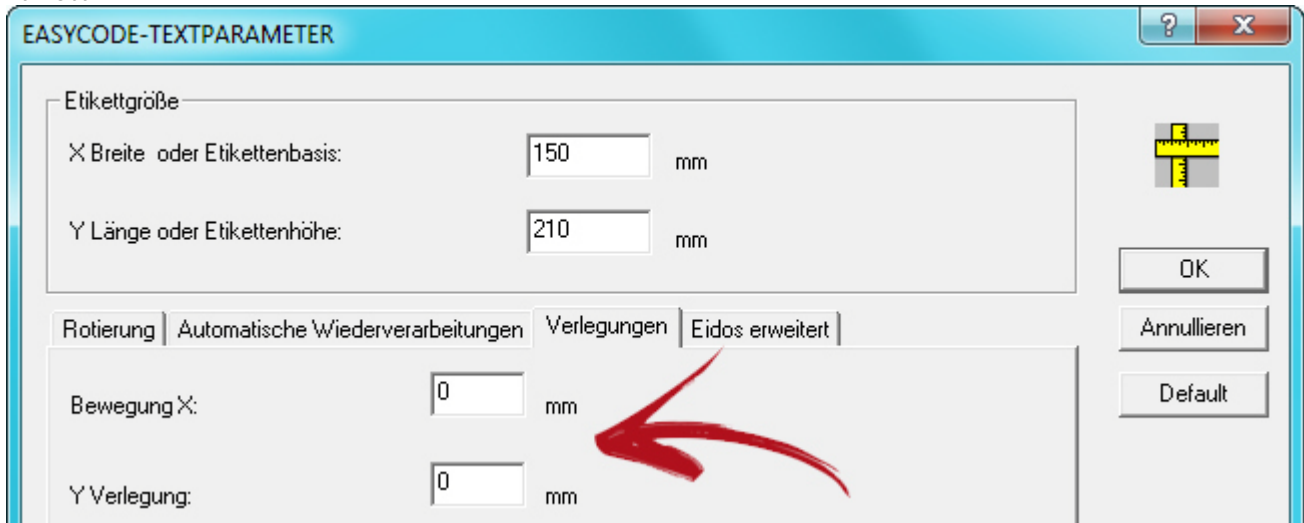 EASYCODE-TEXTPARAMETER
Etikettgröße
X Breite oder Etikettenbasis: 150 mm
Y Länge oder Etikettenhöhe: 210 mm
OK
Rotierung Automatische Wiederverarbeitungen Verlegungen Eidos erweitert
Annullieren
Bewegung X: 0 mm
Default
Y Verlegung: 0 mm